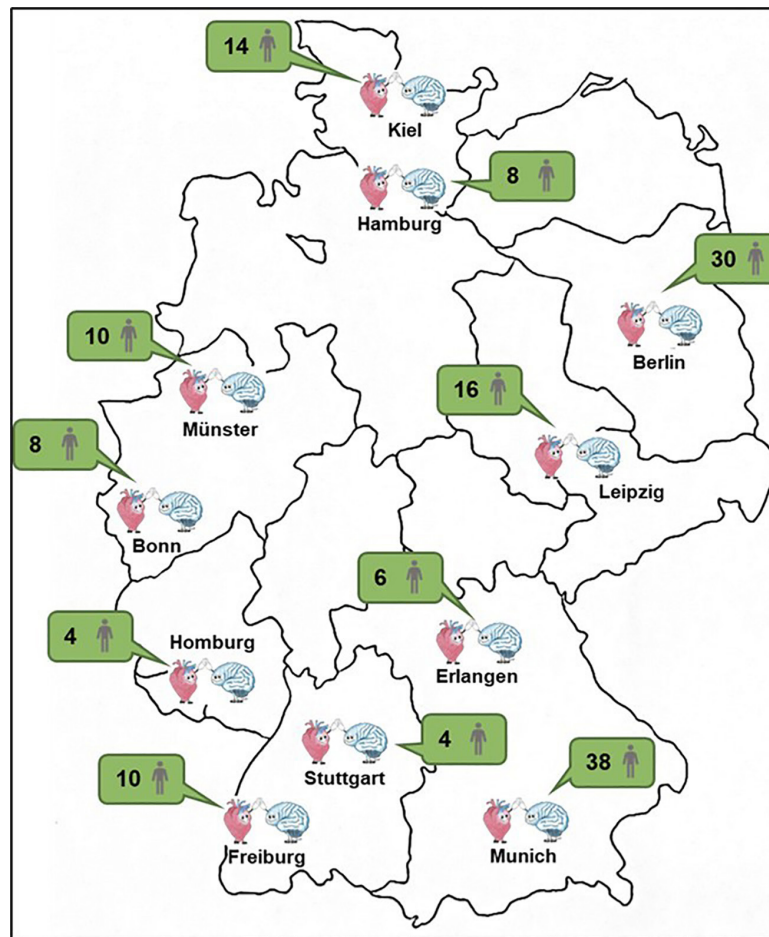 14
Kiel
8
Hamburg
30
Berlin
10
Münster
16
Leipzig
8
Bonn
6
Erlangen
4
Homburg
4
Stuttgart
10
Freiburg
38
Munich